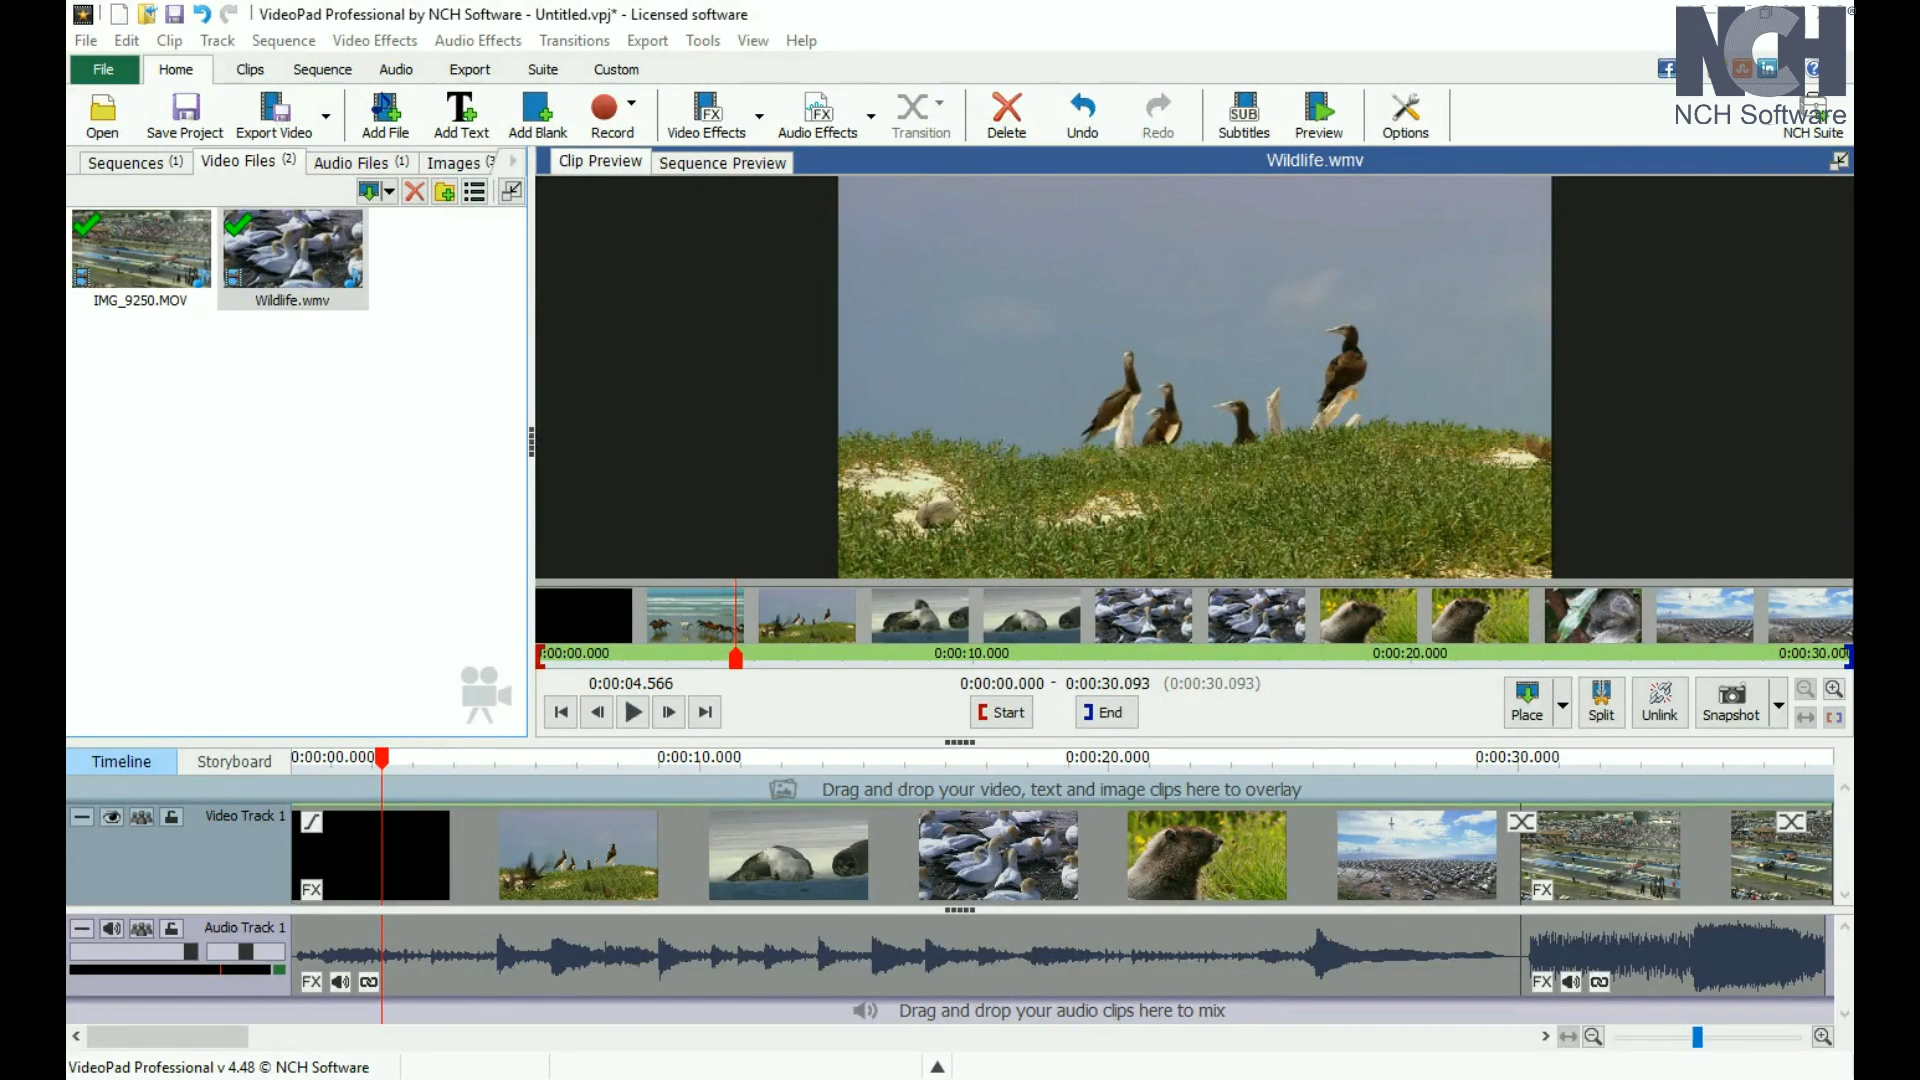 VideoPad Professional by NCH Software - Untitled.vpj* - Licensed software
File Edit Clip Track Sequence Video Effects Audio Effects Transitions Export Tools View Help
File Home Clips Sequence Audio Export Suite Custom
NCH
NCH Software
Open Save Project Export Video Add File Add Text Add Blank Record Video Effects Audio Effects Transition Delete Undo Redo Subtitles Preview Options NCH Suite
Sequences (1) Video Files (2) Audio Files (1) Images
Clip Preview Sequence Preview Wildlife.wmv
IMG_9250.MOV Wildlife.wmv
:00:00.000 0:00:10.000 0:00:20.000 0:00:30.00
0:00:04.566 0:00:00.000 - 0:00:30.093 (0:00:30.093)
Start End
Place Split Unlink Snapshot
Timeline Storyboard 0:00:00.000 0:00:10.000 0:00:20.000 0:00:30.000
Drag and drop your video, text and image clips here to overlay
Video Track 1
FX FX
Audio Track 1
FX FX
Drag and drop your audio clips here to mix
VideoPad Professional v 4.48 © NCH Software